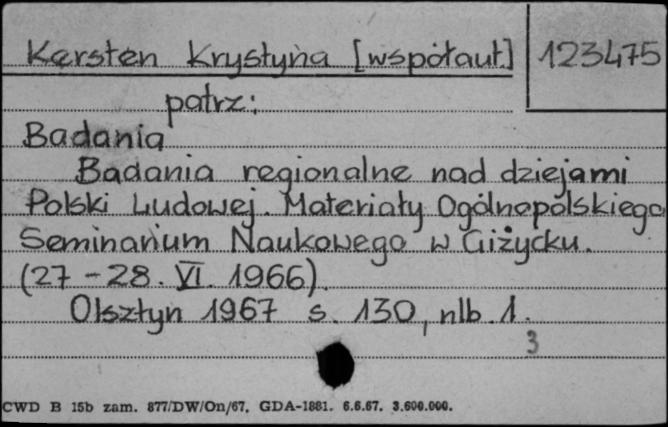 Kersten Krystyna [współaut.] 123475
patrz:
Badania
Badania regionalne nad dziejami
Polski Ludowej. Materiały Ogólnopolskiego
Seminarium Naukowego w Giżycku.
(27-28. VI. 1966).
Olsztyn 1967 s. 130, nlb. 1.
3
CWD B 15b zam. 877/DW/On/67. GDA-1881. 6.6.67. 3.600.000.